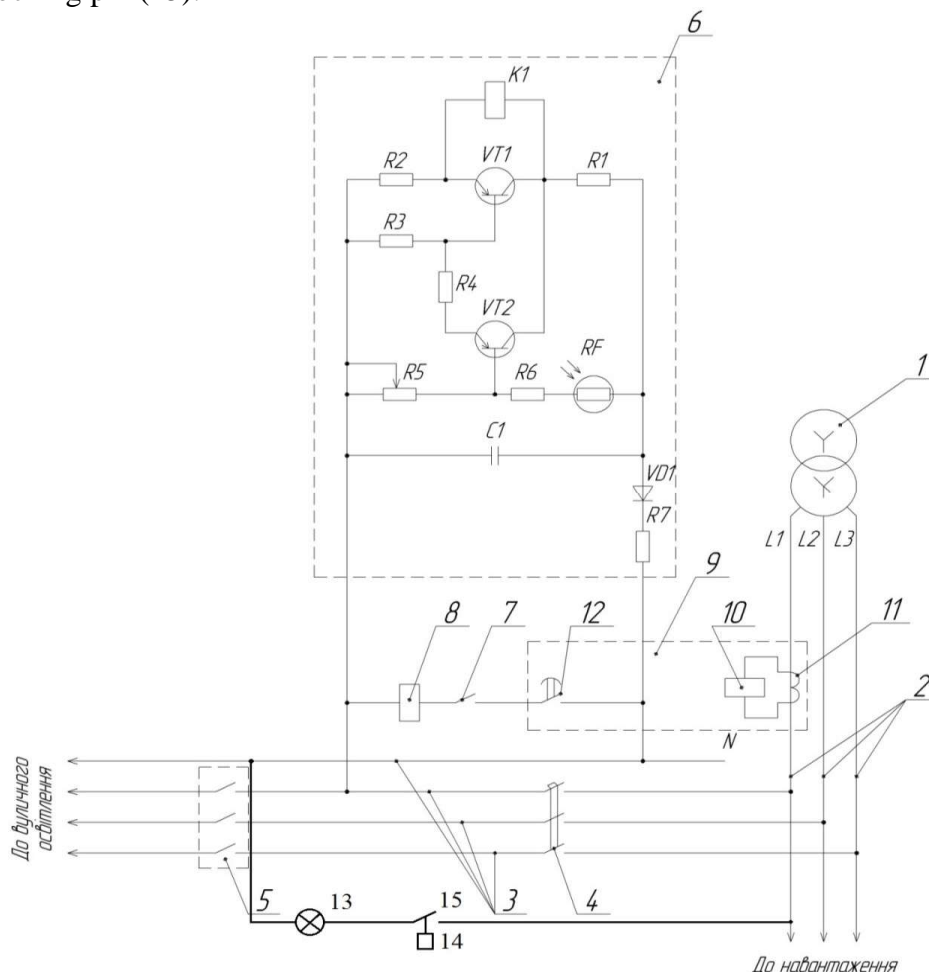 6
K1
R2
VT1
R1
R3
R4
VT2
RF
R5
R6
1
C1
VD1
R7
L1
L2
L3
9
8
7
12
10
11
2
N
До вуличного
освітлення
5
13
15
3
4
14
До навантаження